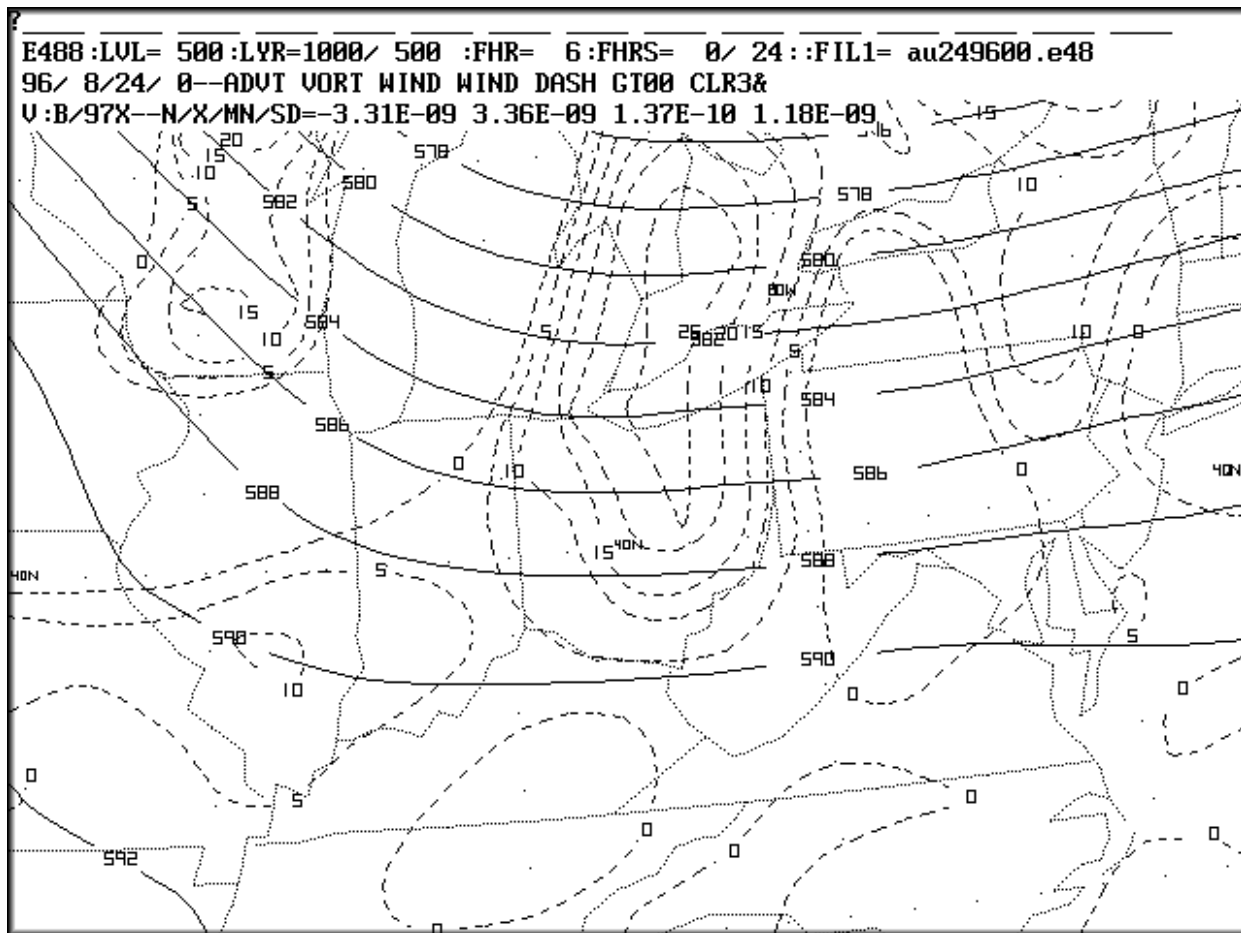 ?
E488:LVL= 500:LYR=1000/ 500 :FHR=  6:FHRS=  0/ 24::FIL1= au249600.e48
96/ 8/24/ 0--ADVT VORT WIND WIND DASH GT00 CLR3&
V:B/97X--N/X/MN/SD=-3.31E-09 3.36E-09 1.37E-10 1.18E-09
20 15 578 15
10 580 578 10
5 582
0 580
80W
15 584 5 25 582 20 15 10 0
10 5
5 10 584
586
0 10 586 0 40N
588
15 40N
40N 5 588
590 5
590
10 0 0
0
5 0
0 0
592 0
0